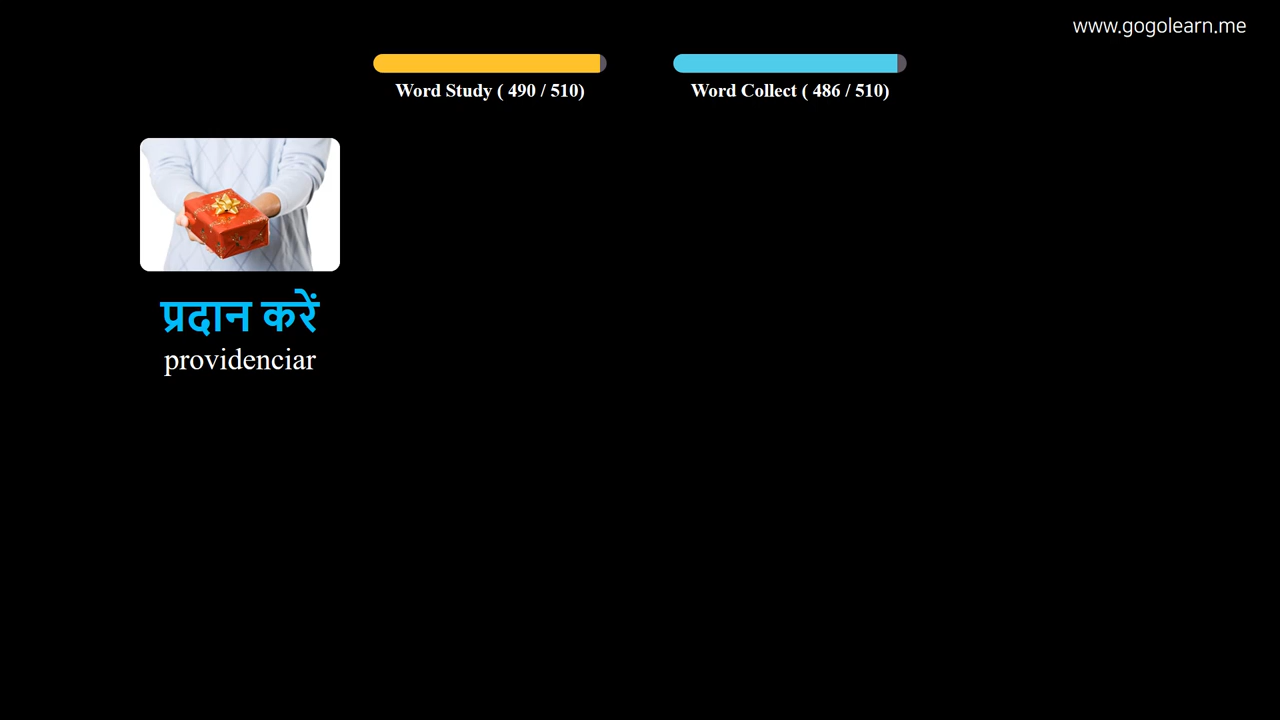 www.gogolearn.me
Word Study ( 490 / 510)
Word Collect ( 486 / 510)
प्रदान करें
providenciar